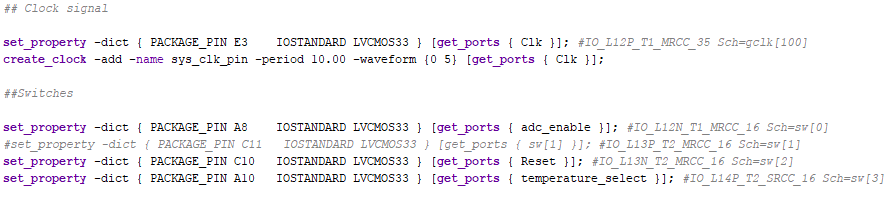 ## Clock signal
set_property -dict { PACKAGE_PIN E3    IOSTANDARD LVCMOS33 } [get_ports { Clk }]; #IO_L12P_T1_MRCC_35 Sch=gclk[100]
create_clock -add -name sys_clk_pin -period 10.00 -waveform {0 5} [get_ports { Clk }];
##Switches
set_property -dict { PACKAGE_PIN A8    IOSTANDARD LVCMOS33 } [get_ports { adc_enable }]; #IO_L12N_T1_MRCC_16 Sch=sw[0]
#set_property -dict { PACKAGE_PIN C11   IOSTANDARD LVCMOS33 } [get_ports { sw[1] }]; #IO_L13P_T2_MRCC_16 Sch=sw[1]
set_property -dict { PACKAGE_PIN C10   IOSTANDARD LVCMOS33 } [get_ports { Reset }]; #IO_L13N_T2_MRCC_16 Sch=sw[2]
set_property -dict { PACKAGE_PIN A10   IOSTANDARD LVCMOS33 } [get_ports { temperature_select }]; #IO_L14P_T2_SRCC_16 Sch=sw[3]